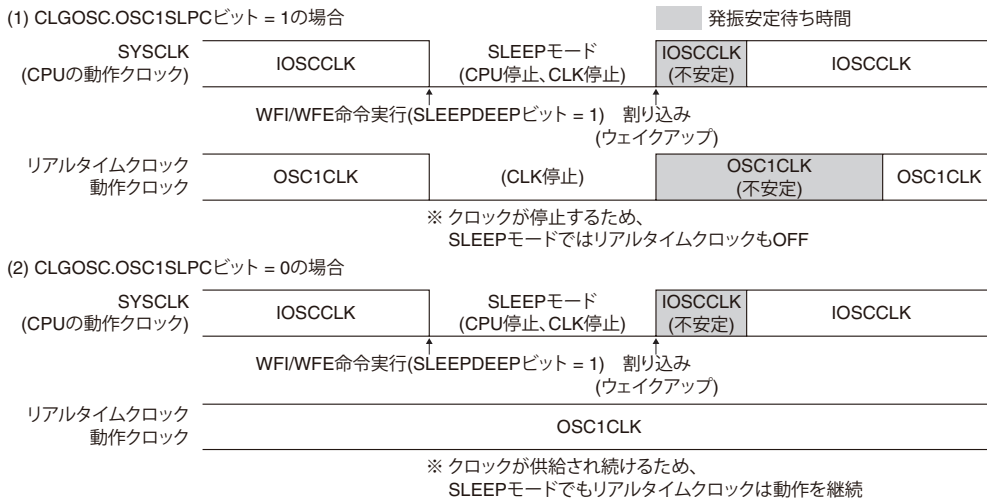 (1) CLGOSC.OSC1SLPCビット = 1の場合
発振安定待ち時間
SYSCLK
(CPUの動作クロック)
IOSCCLK
SLEEPモード
(CPU停止、CLK停止)
IOSCCLK
(不安定)
IOSCCLK
WFI/WFE命令実行(SLEEPDEEPビット = 1)
割り込み
(ウェイクアップ)
リアルタイムクロック
動作クロック
OSC1CLK
(CLK停止)
OSC1CLK
(不安定)
OSC1CLK
※ クロックが停止するため、
SLEEPモードではリアルタイムクロックもOFF
(2) CLGOSC.OSC1SLPCビット = 0の場合
SYSCLK
(CPUの動作クロック)
IOSCCLK
SLEEPモード
(CPU停止、CLK停止)
IOSCCLK
(不安定)
IOSCCLK
WFI/WFE命令実行(SLEEPDEEPビット = 1)
割り込み
(ウェイクアップ)
リアルタイムクロック
動作クロック
OSC1CLK
※ クロックが供給され続けるため、
SLEEPモードでもリアルタイムクロックは動作を継続